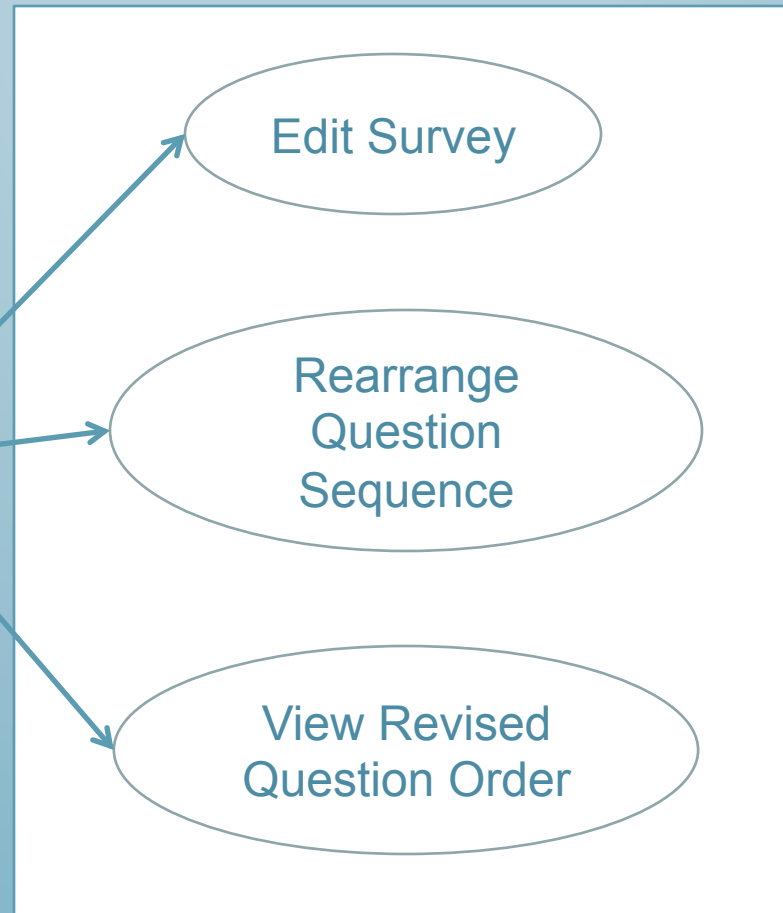 Edit Survey
Rearrange
Question
Sequence
View Revised
Question Order